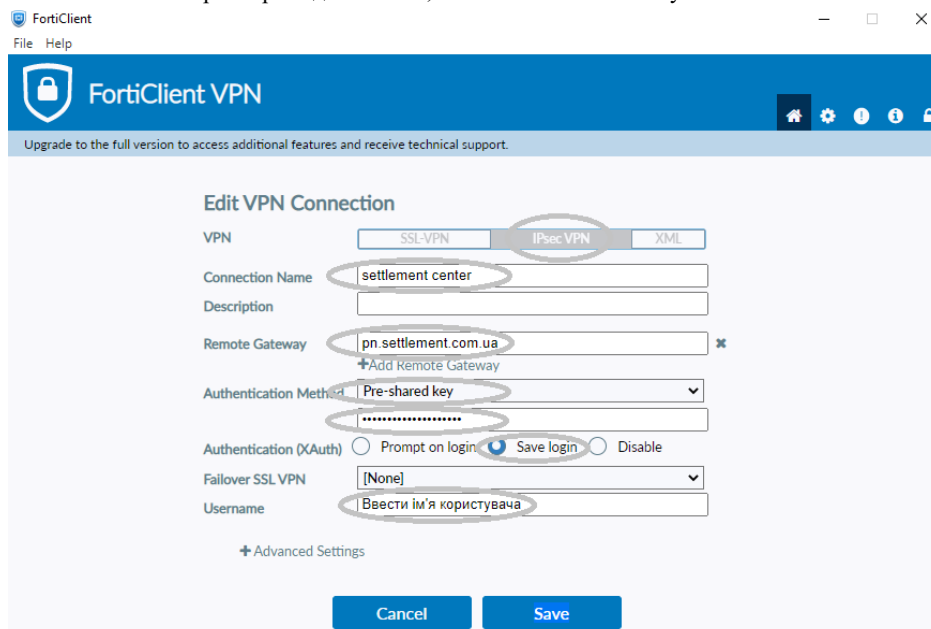 FortiClient
File Help
FortiClient VPN
Upgrade to the full version to access additional features and receive technical support.
Edit VPN Connection
VPN SSL-VPN IPsec VPN XML
Connection Name settlement center
Description
Remote Gateway pn.settlement.com.ua
+Add Remote Gateway
Authentication Method Pre-shared key
••••••••••••••••••••
Authentication (XAuth) Prompt on login Save login Disable
Failover SSL VPN [None]
Username Ввести ім'я користувача
+ Advanced Settings
Cancel Save